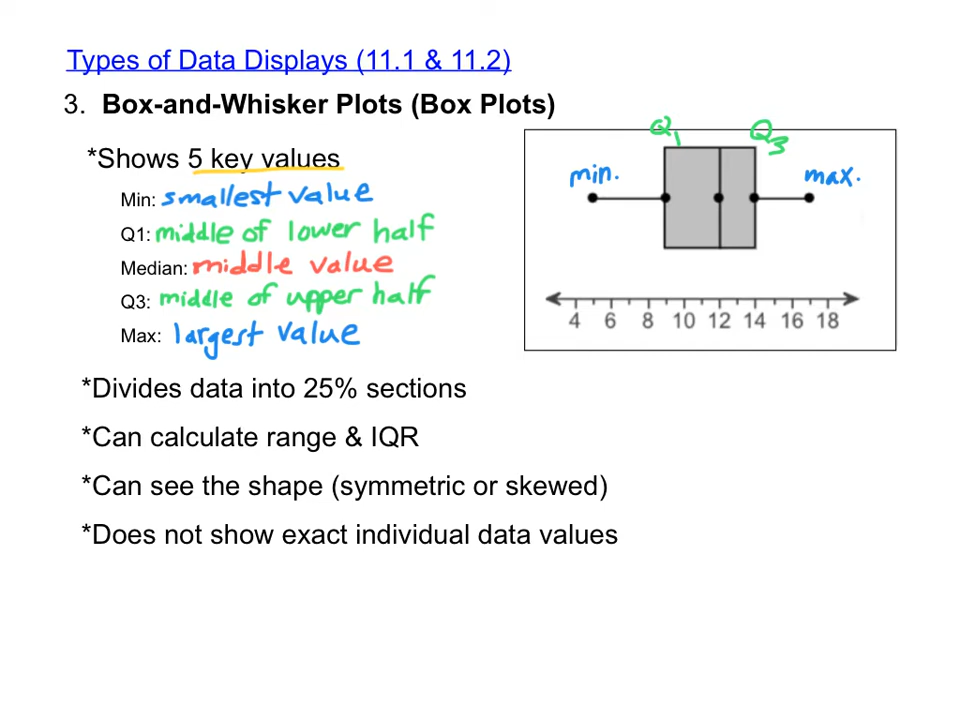 Types of Data Displays (11.1 & 11.2)
3. Box-and-Whisker Plots (Box Plots)
*Shows 5 key values
Min: smallest value
Q1: middle of lower half
Median: middle value
Q3: middle of upper half
Max: largest value
Q1 Q3
min. max.
4 6 8 10 12 14 16 18
*Divides data into 25% sections
*Can calculate range & IQR
*Can see the shape (symmetric or skewed)
*Does not show exact individual data values